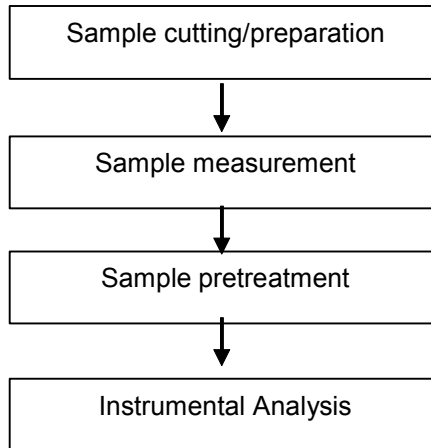 Sample cutting/preparation
Sample measurement
Sample pretreatment
Instrumental Analysis